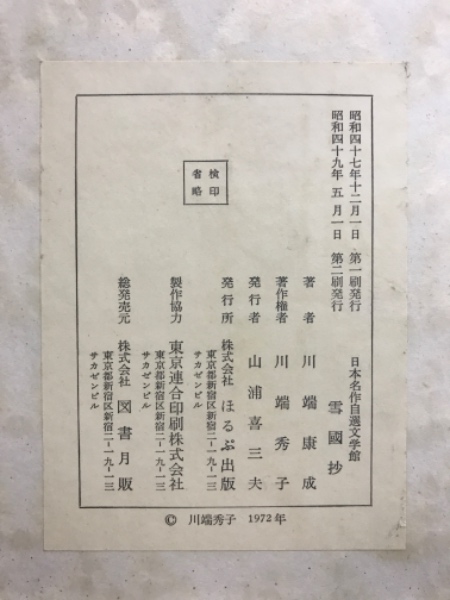 昭和四十七年十二月一日　第一刷発行
昭和四十九年五月一日　第二刷発行
日本名作自選文学館
雪國抄
著者　川端康成
著作権者　川端秀子
発行者　山浦喜三夫
発行所　株式会社　ほるぷ出版
東京都新宿区新宿二-一九-一三
サカゼンビル
製作協力　東京連合印刷株式会社
東京都新宿区新宿二-一九-一三
サカゼンビル
総発売元　株式会社　図書月販
東京都新宿区新宿二-一九-一三
サカゼンビル
検印
省略
© 川端秀子　1972年